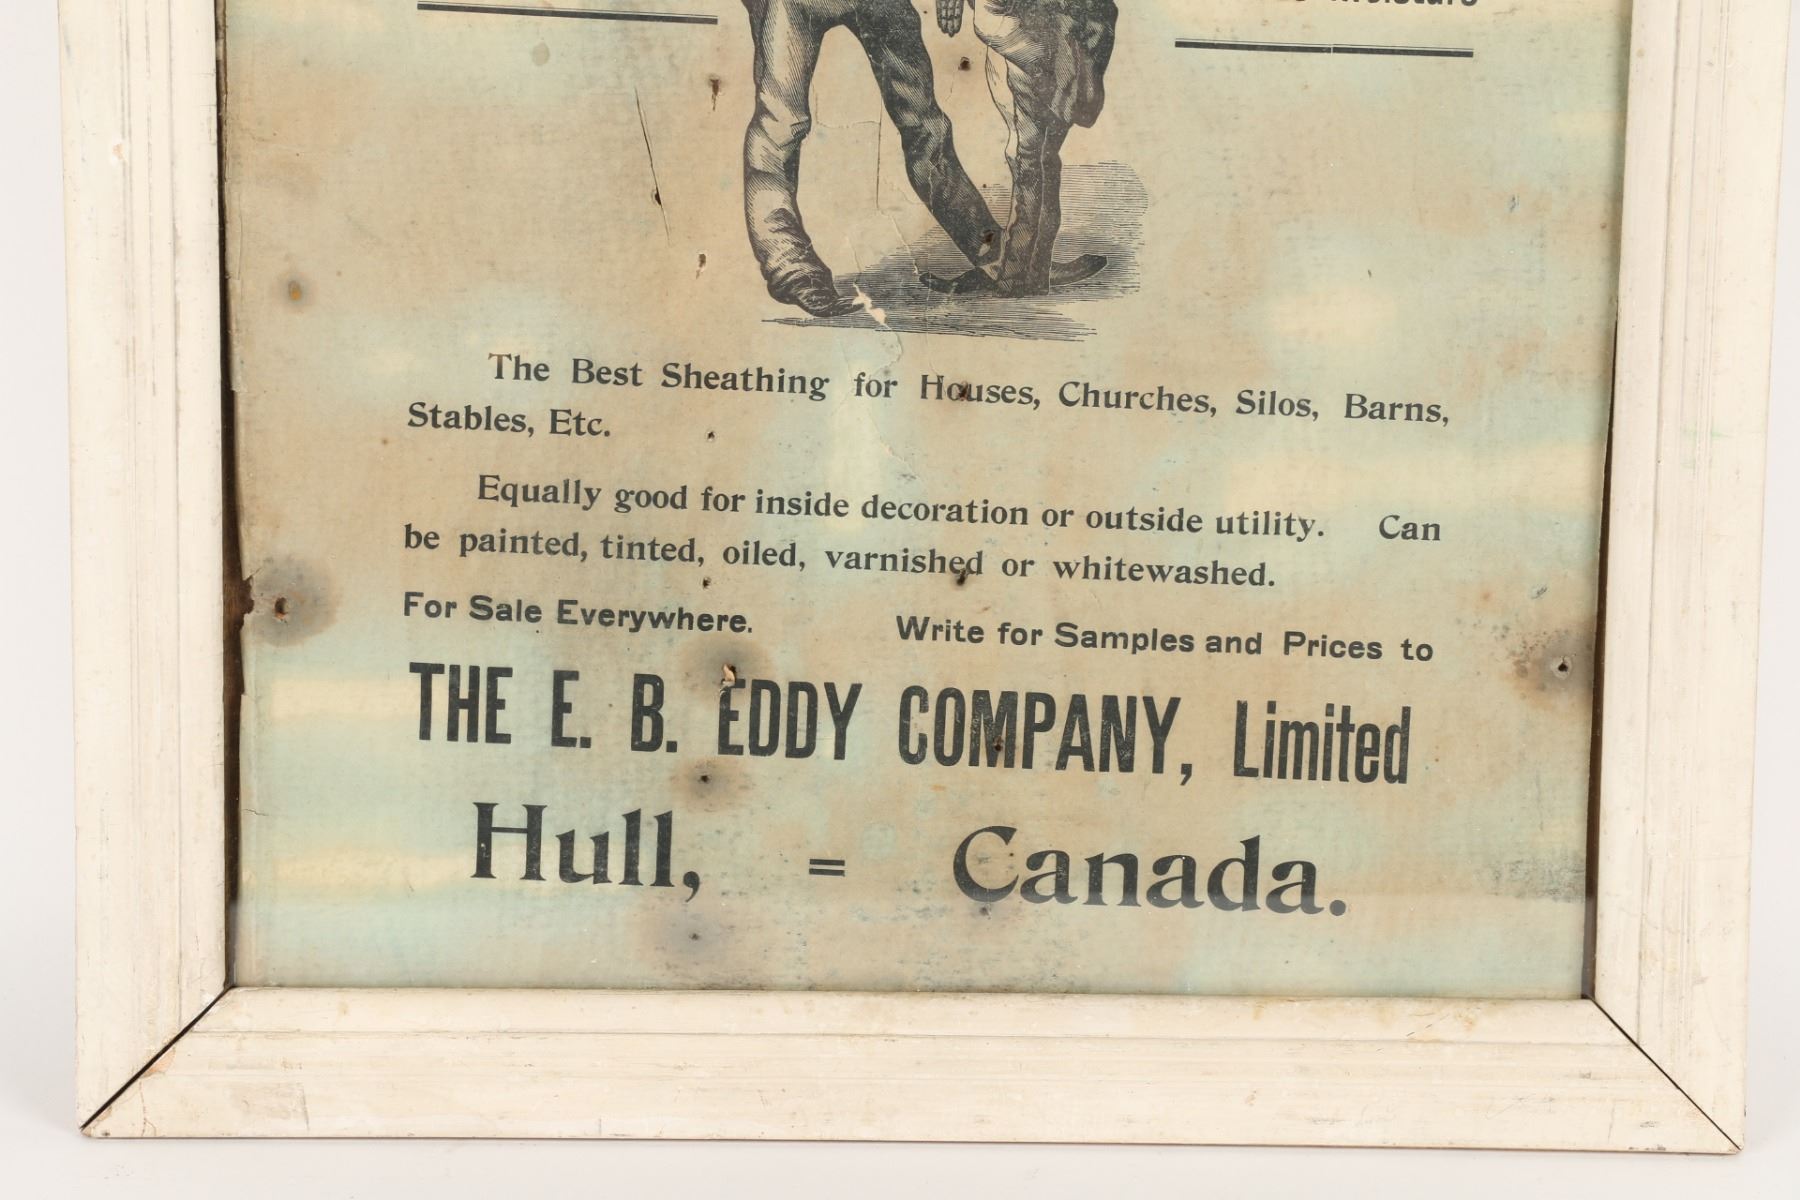 The Best Sheathing for Houses, Churches, Silos, Barns,
Stables, Etc.
Equally good for inside decoration or outside utility. Can
be painted, tinted, oiled, varnished or whitewashed.
For Sale Everywhere. Write for Samples and Prices to
THE E. B. EDDY COMPANY, Limited
Hull, = Canada.